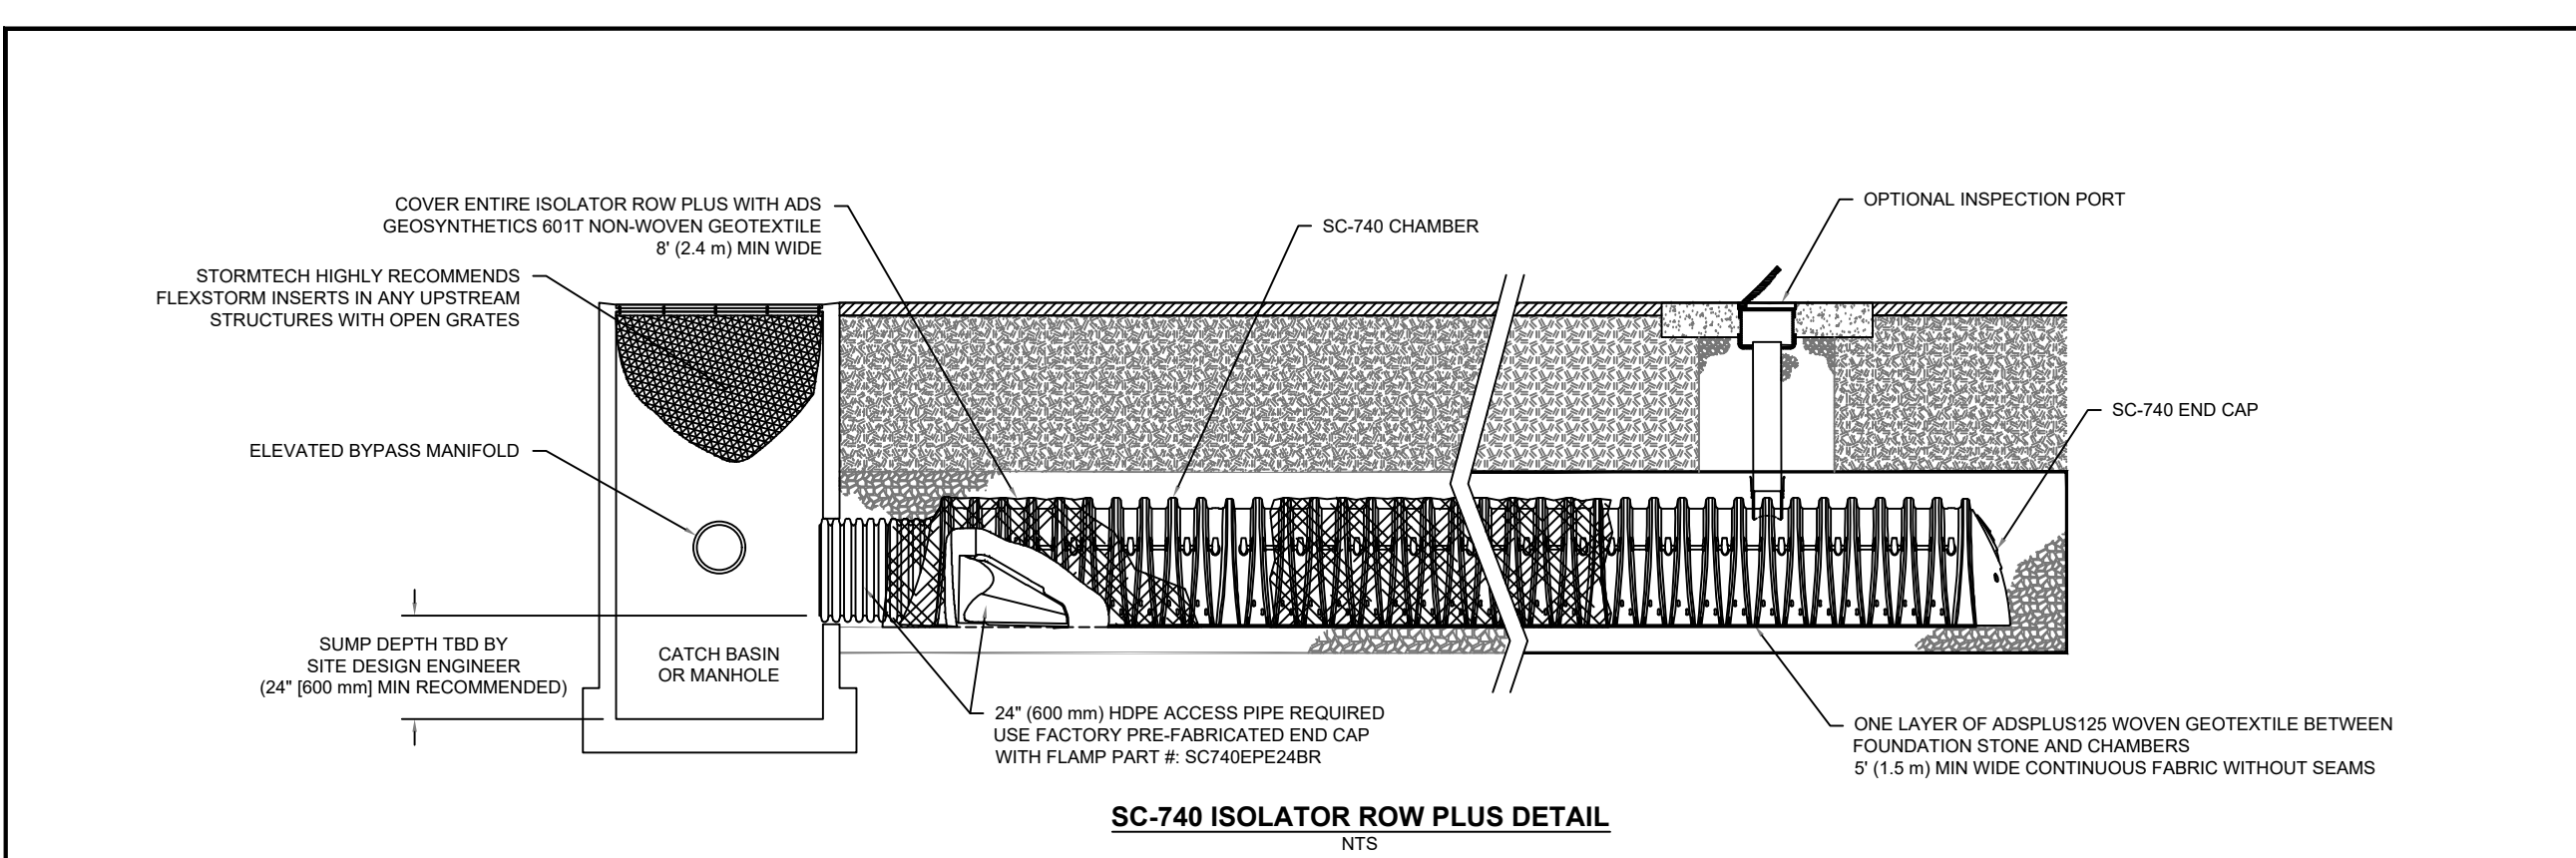 COVER ENTIRE ISOLATOR ROW PLUS WITH ADS
GEOSYNTHETICS 601T NON-WOVEN GEOTEXTILE
8' (2.4 m) MIN WIDE
STORMTECH HIGHLY RECOMMENDS
FLEXSTORM INSERTS IN ANY UPSTREAM
STRUCTURES WITH OPEN GRATES
ELEVATED BYPASS MANIFOLD
SUMP DEPTH TBD BY
SITE DESIGN ENGINEER
(24" [600 mm] MIN RECOMMENDED)
CATCH BASIN
OR MANHOLE
SC-740 CHAMBER
OPTIONAL INSPECTION PORT
SC-740 END CAP
24" (600 mm) HDPE ACCESS PIPE REQUIRED
USE FACTORY PRE-FABRICATED END CAP
WITH FLAMP PART #: SC740EPE24BR
ONE LAYER OF ADSPLUS125 WOVEN GEOTEXTILE BETWEEN
FOUNDATION STONE AND CHAMBERS
5' (1.5 m) MIN WIDE CONTINUOUS FABRIC WITHOUT SEAMS
SC-740 ISOLATOR ROW PLUS DETAIL
NTS